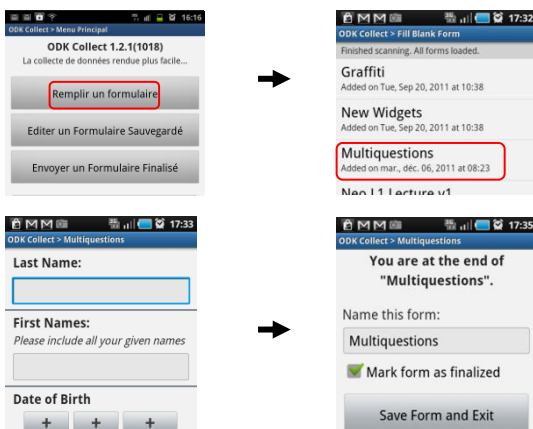 16:16
ODK Collect > Menu Principal
ODK Collect 1.2.1(1018)
La collecte de données rendue plus facile...
Remplir un formulaire
Editer un Formulaire Sauvegardé
Envoyer un Formulaire Finalisé
17:32
ODK Collect > Fill Blank Form
Finished scanning. All forms loaded.
Graffiti
Added on Tue, Sep 20, 2011 at 10:38
New Widgets
Added on Tue, Sep 20, 2011 at 10:38
Multiquestions
Added on mar., déc. 06, 2011 at 08:23
Neo L1 Lecture v1
17:33
ODK Collect > Multiquestions
Last Name:
First Names:
Please include all your given names
Date of Birth
+ + +
17:35
ODK Collect > Multiquestions
You are at the end of
"Multiquestions".
Name this form:
Multiquestions
Mark form as finalized
Save Form and Exit